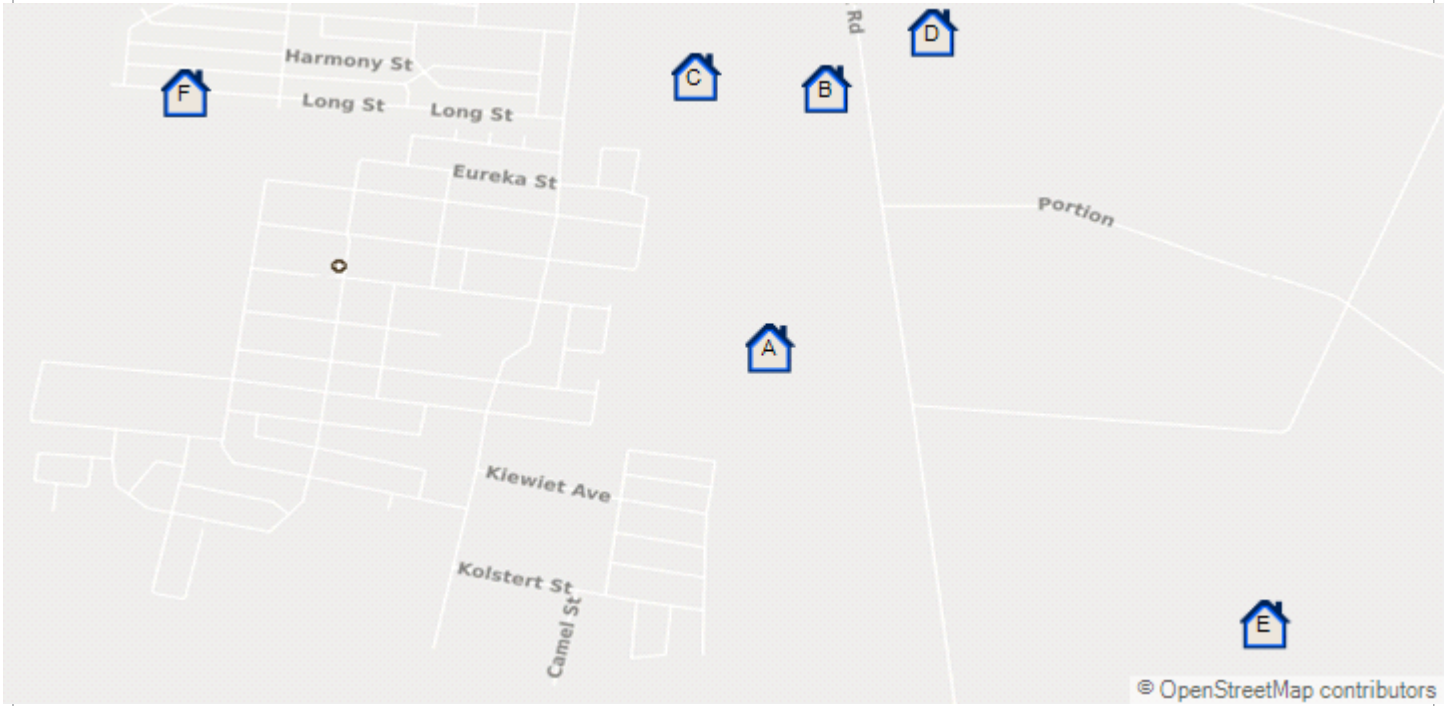 Rd
D
C
B
F
Harmony St
Long St
Long St
Eureka St
Portion
A
Kiewiet Ave
Kolstert St
Camel St
E
© OpenStreetMap contributors